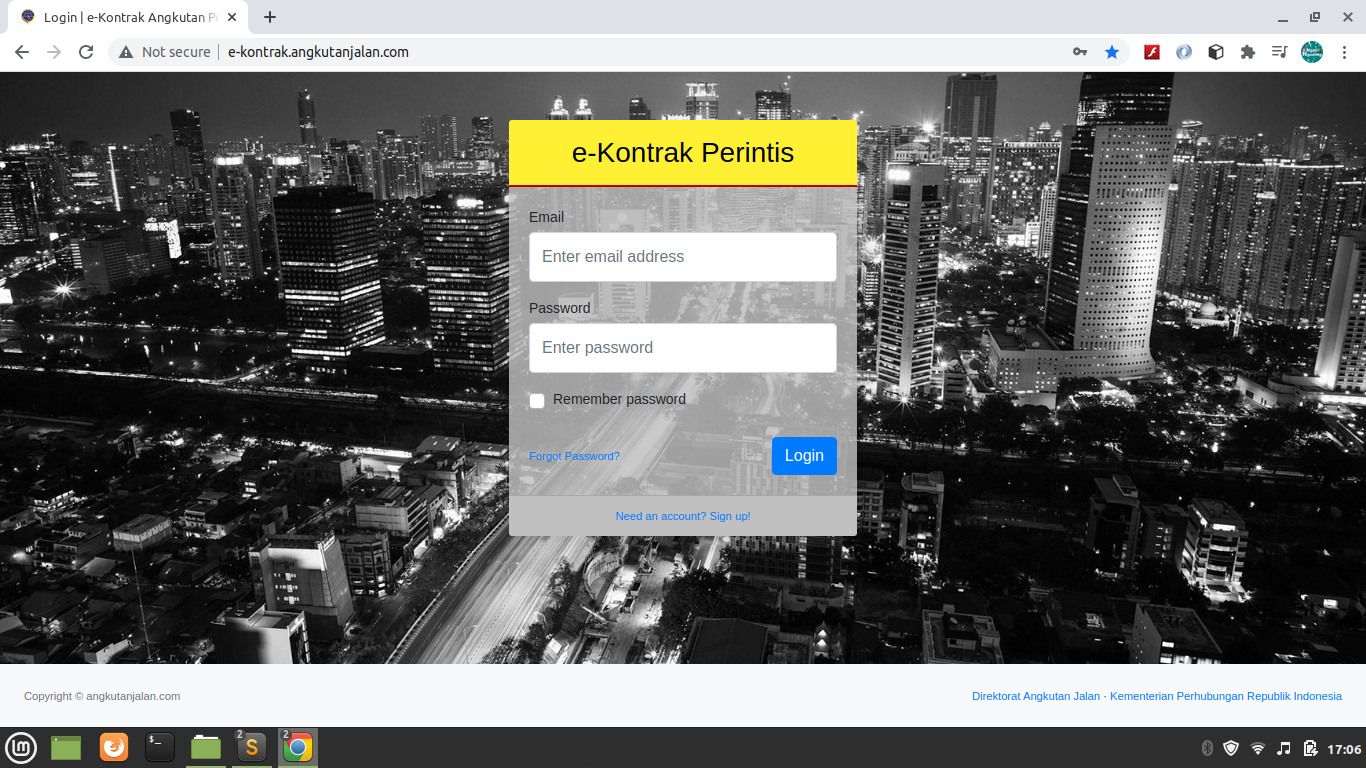 Login | e-Kontrak Angkutan P
Not secure
e-kontrak.angkutanjalan.com
e-Kontrak Perintis
Email
Enter email address
Password
Enter password
Remember password
Forgot Password?
Login
Need an account? Sign up!
Copyright © angkutanjalan.com
Direktorat Angkutan Jalan · Kementerian Perhubungan Republik Indonesia
2
2
17:06